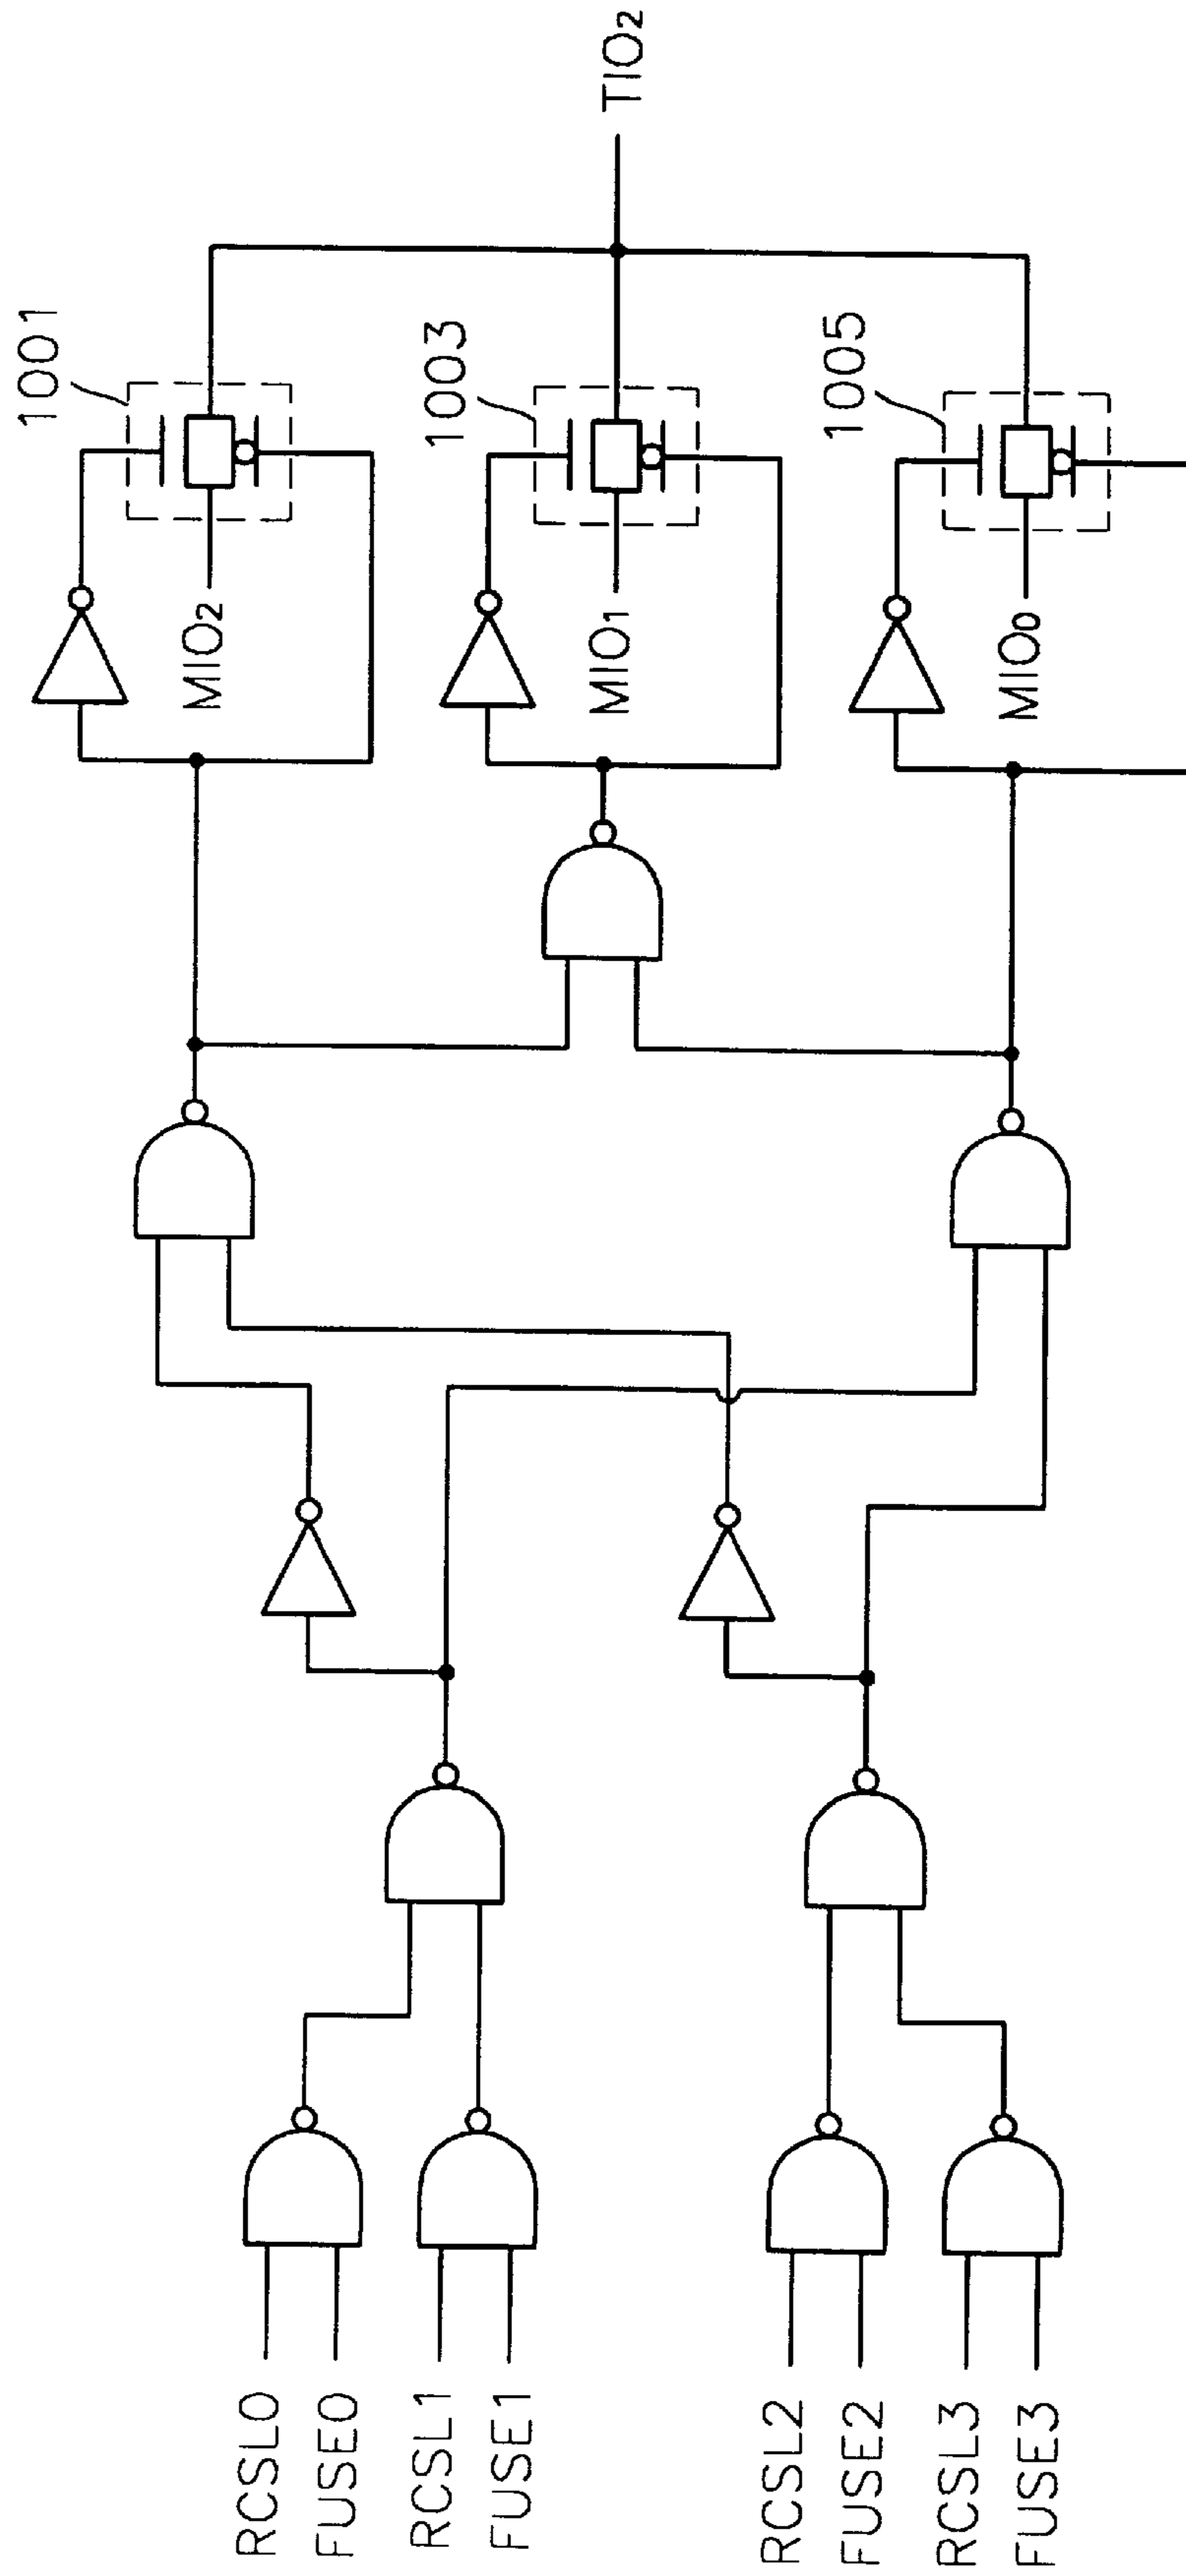 RCSL0
FUSE0
RCSL1
FUSE1
RCSL2
FUSE2
RCSL3
FUSE3
MIO2
1001
MIO1
1003
MIO0
1005
TIO2